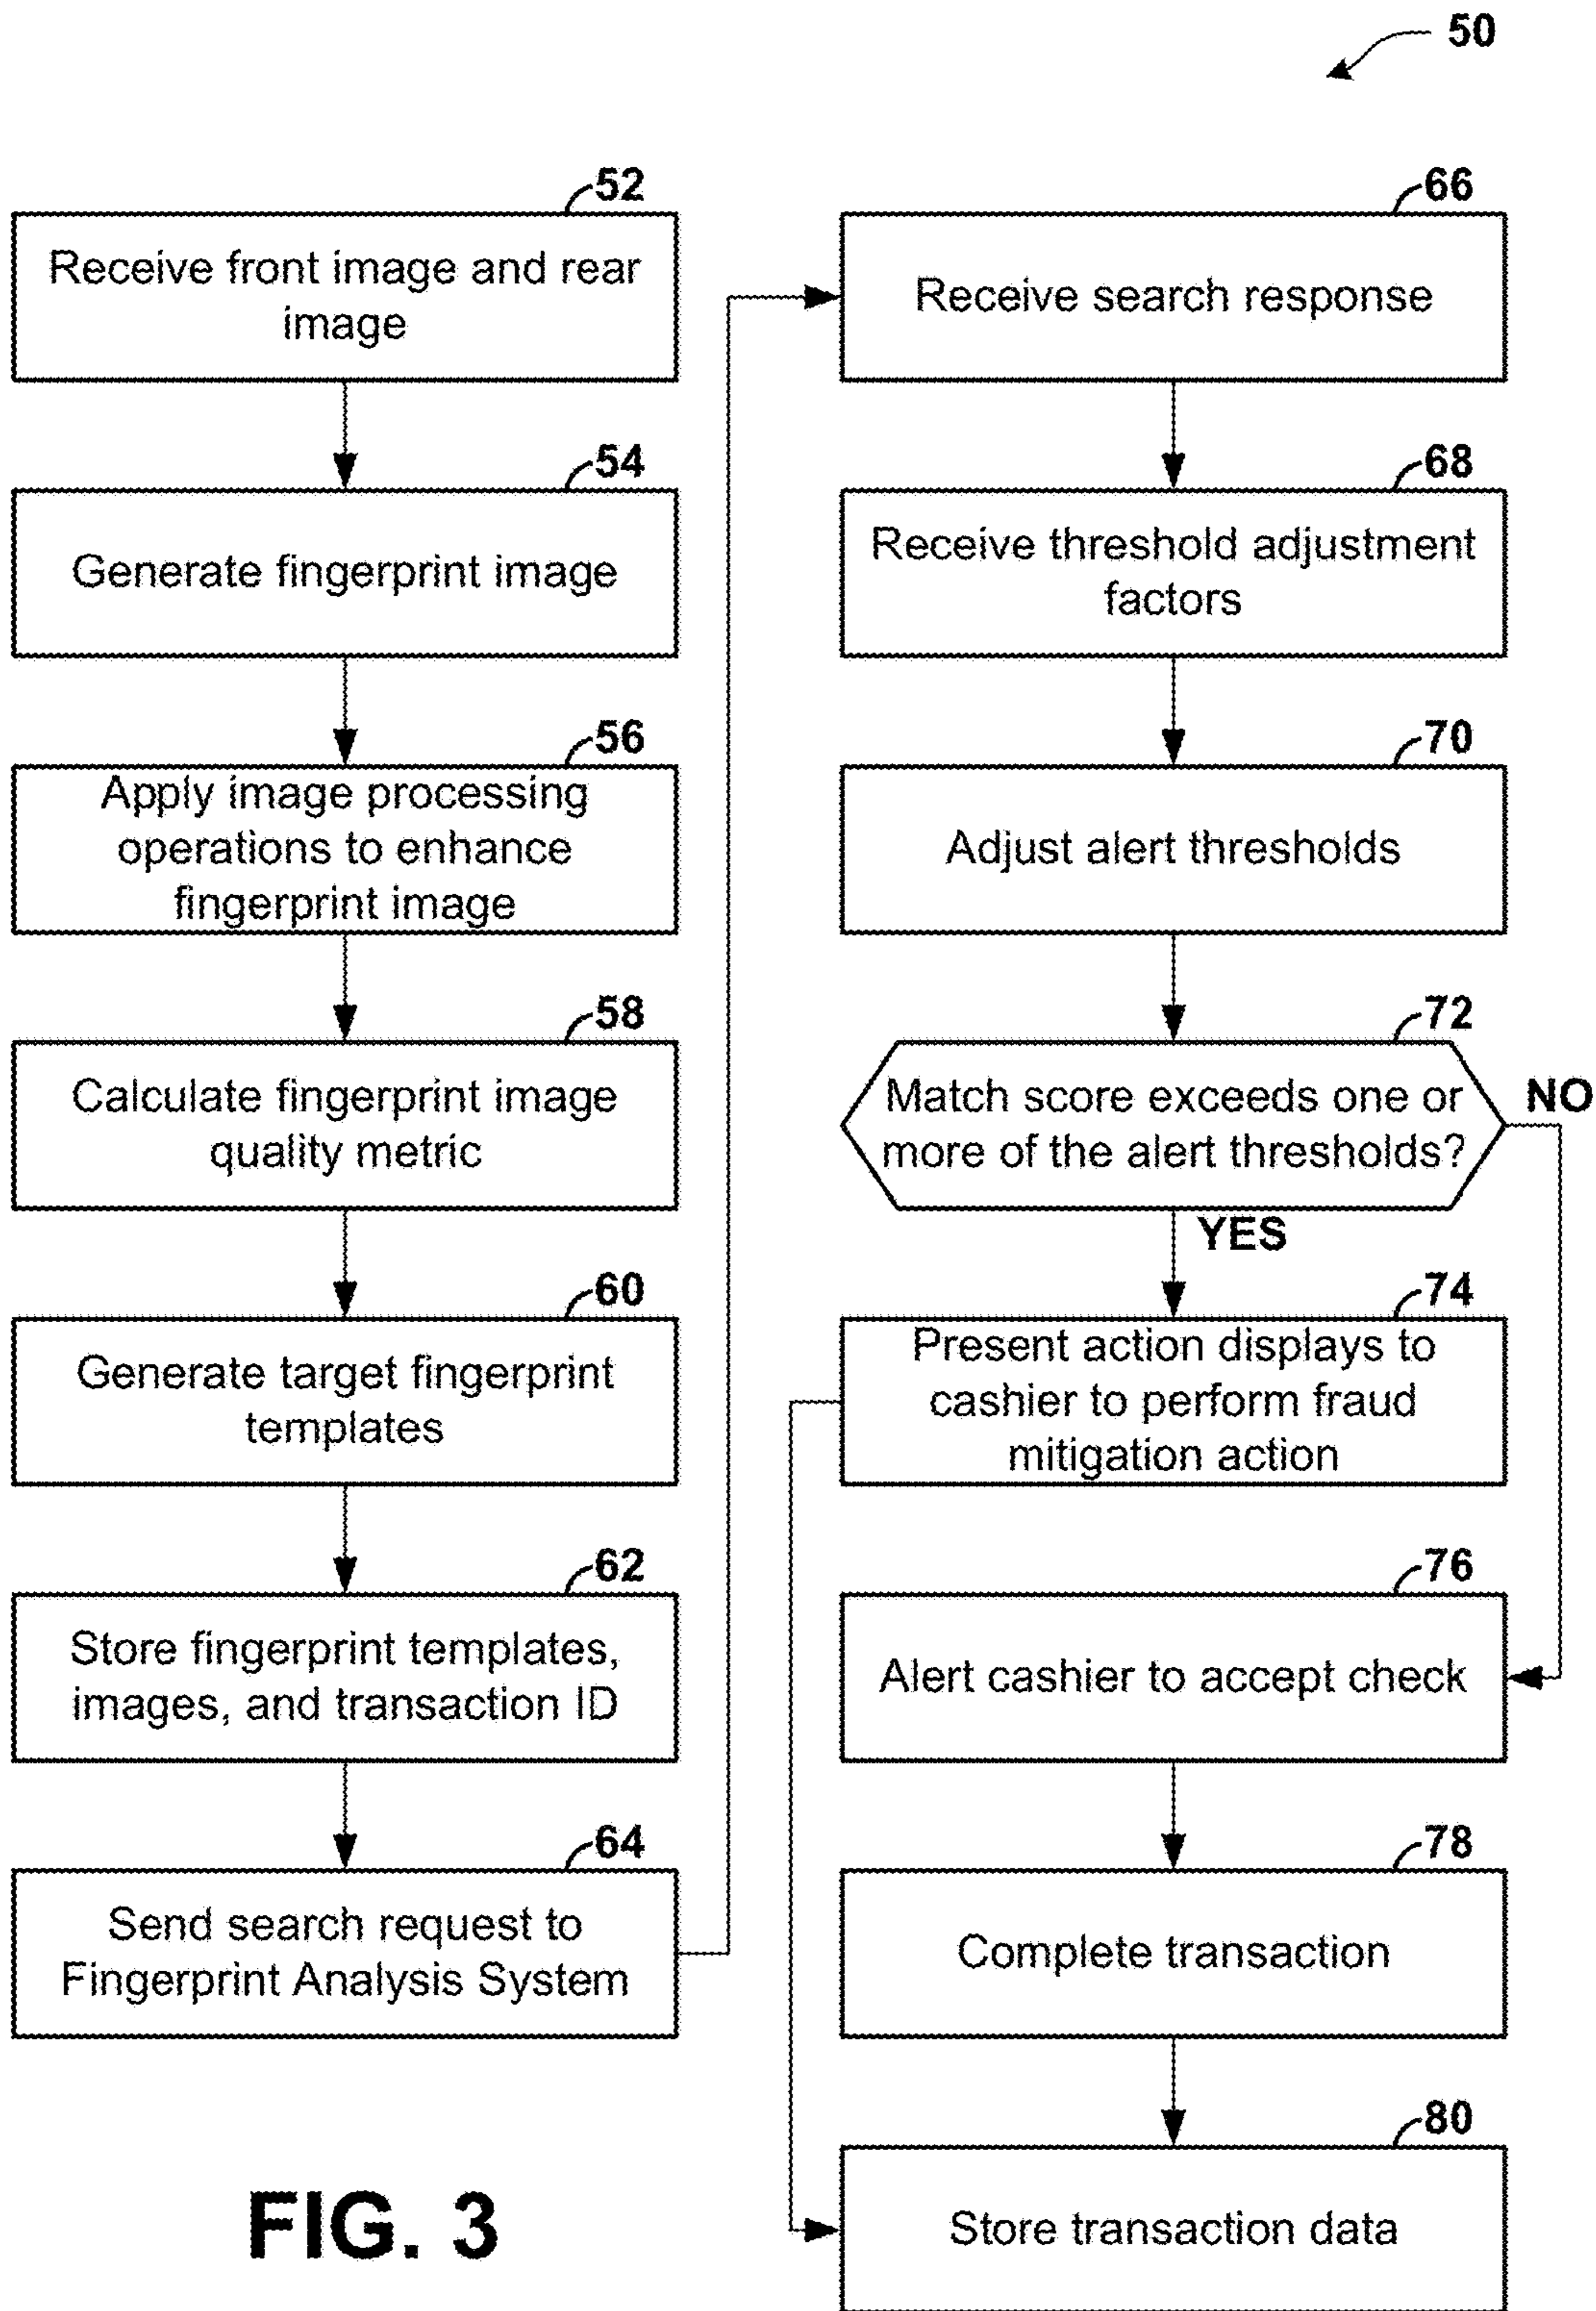 50
52
Receive front image and rear
image
54
Generate fingerprint image
56
Apply image processing
operations to enhance
fingerprint image
58
Calculate fingerprint image
quality metric
60
Generate target fingerprint
templates
62
Store fingerprint templates,
images, and transaction ID
64
Send search request to
Fingerprint Analysis System
66
Receive search response
68
Receive threshold adjustment
factors
70
Adjust alert thresholds
72
Match score exceeds one or
more of the alert thresholds?
NO
YES
74
Present action displays to
cashier to perform fraud
mitigation action
76
Alert cashier to accept check
78
Complete transaction
80
Store transaction data
FIG. 3